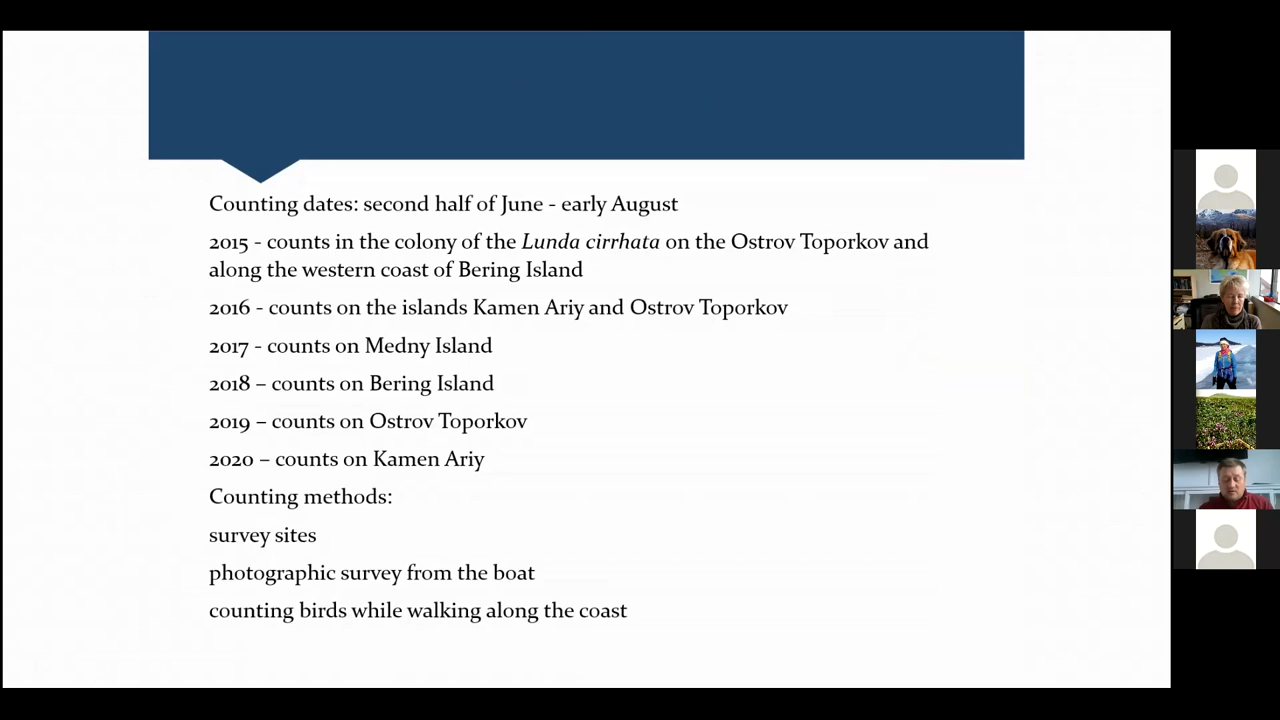 Counting dates: second half of June - early August
2015 - counts in the colony of the Lunda cirrhata on the Ostrov Toporkov and
along the western coast of Bering Island
2016 - counts on the islands Kamen Ariy and Ostrov Toporkov
2017 - counts on Medny Island
2018 – counts on Bering Island
2019 – counts on Ostrov Toporkov
2020 – counts on Kamen Ariy
Counting methods:
survey sites
photographic survey from the boat
counting birds while walking along the coast